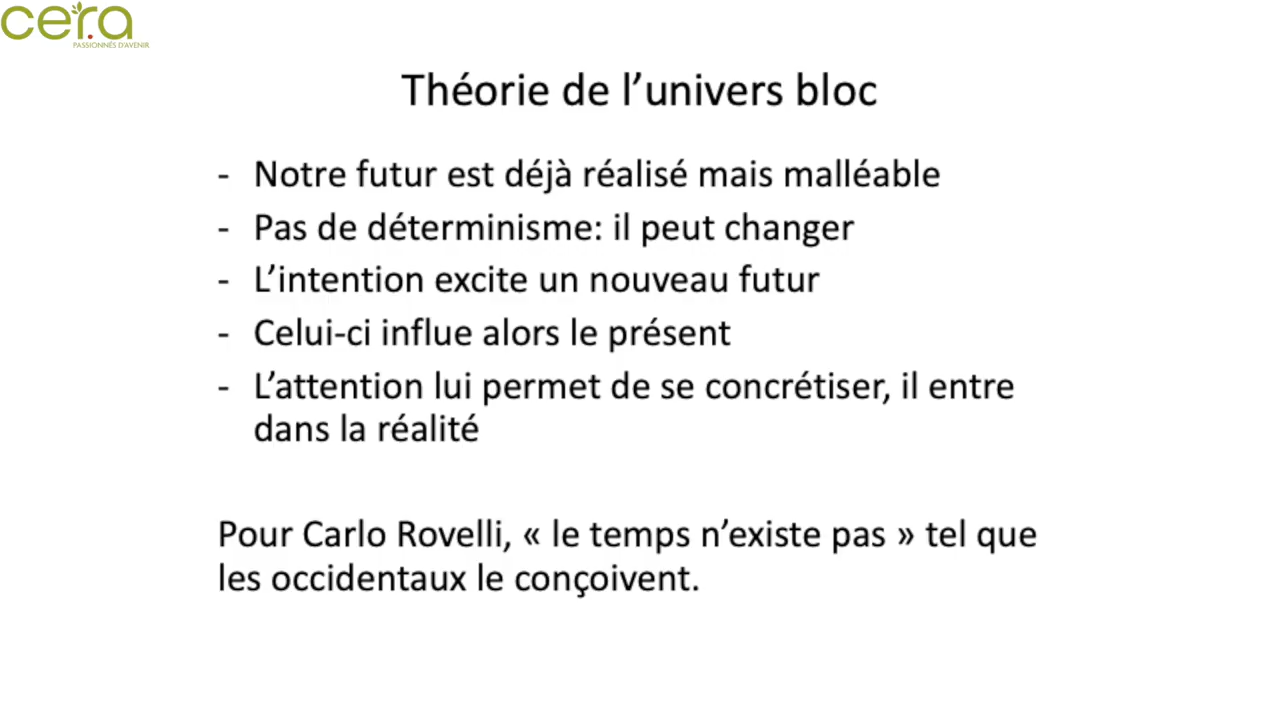 cer.a
PASSIONNÉS D'AVENIR
Théorie de l’univers bloc
- Notre futur est déjà réalisé mais malléable
- Pas de déterminisme: il peut changer
- L’intention excite un nouveau futur
- Celui-ci influe alors le présent
- L’attention lui permet de se concrétiser, il entre
dans la réalité
Pour Carlo Rovelli, « le temps n’existe pas » tel que
les occidentaux le conçoivent.